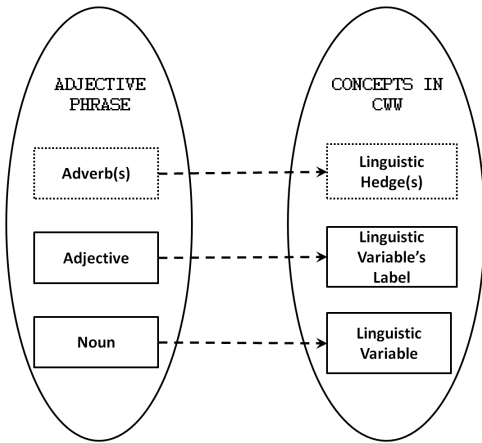 ADJECTIVE
PHRASE
CONCEPTS IN
CWW
Adverb(s)
Linguistic
Hedge(s)
Adjective
Linguistic
Variable's
Label
Noun
Linguistic
Variable